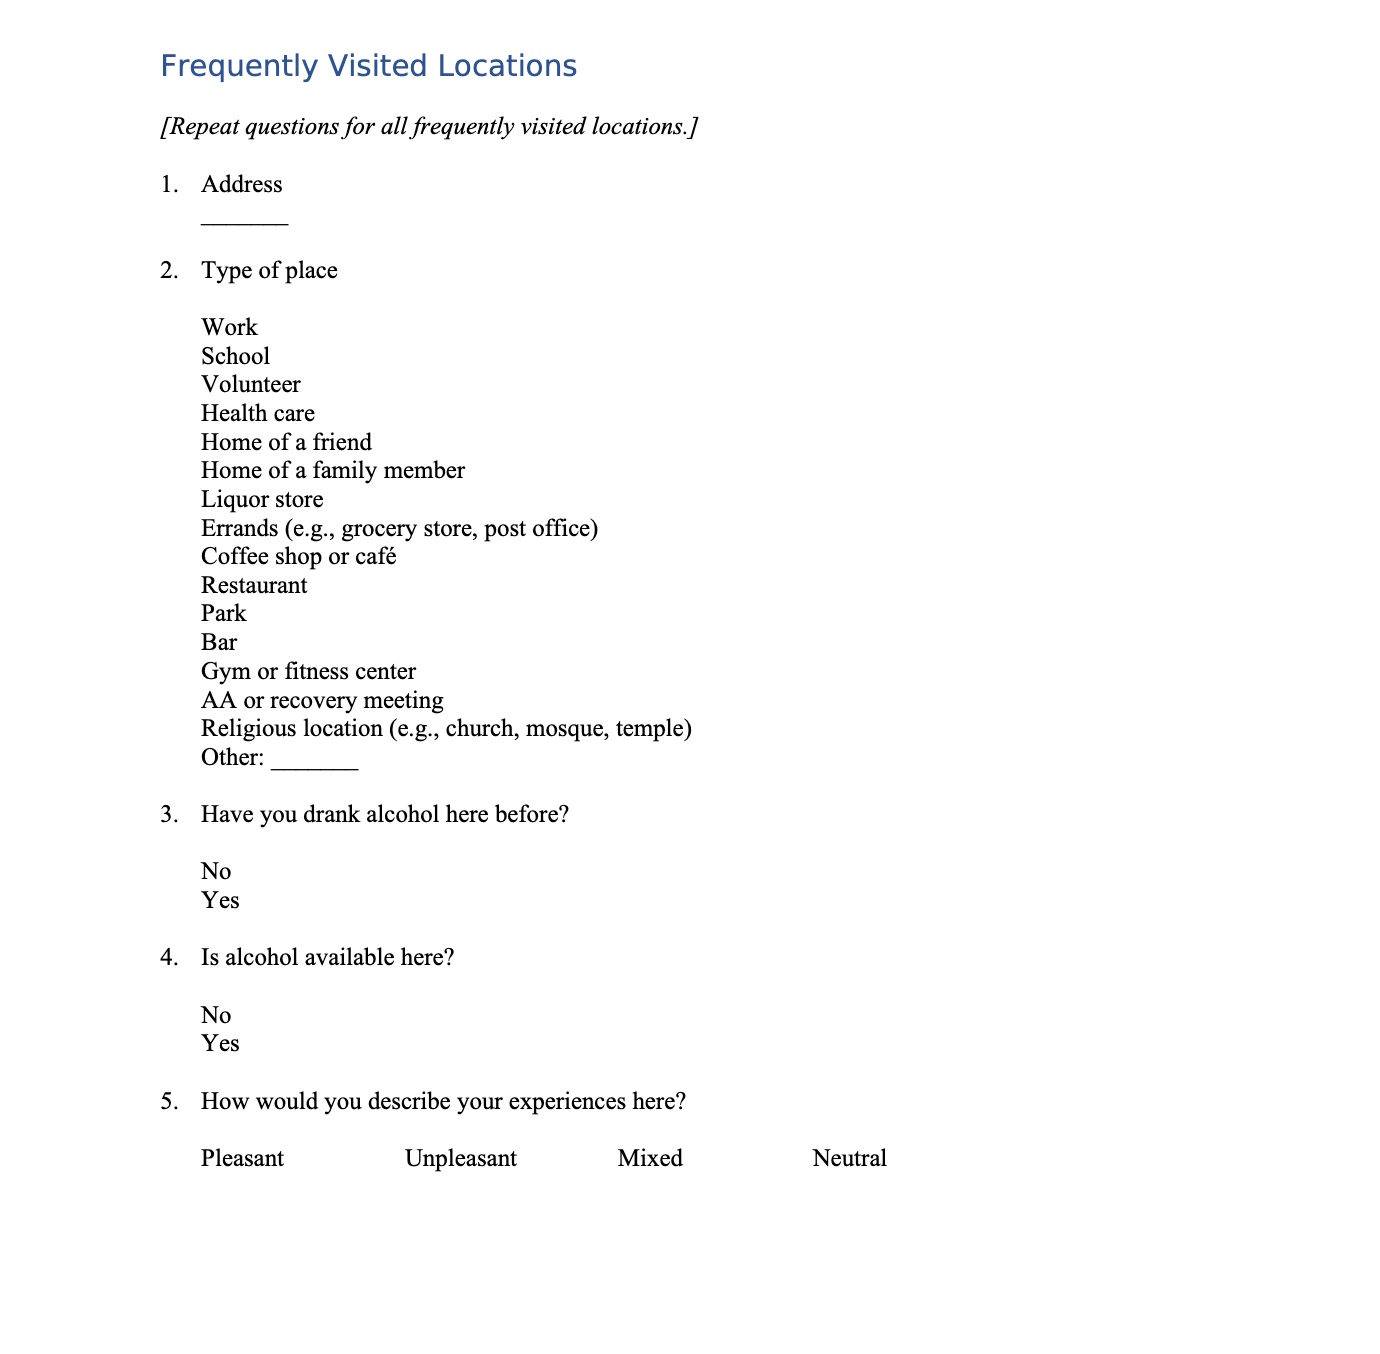 Frequently Visited Locations
[Repeat questions for all frequently visited locations.]
1. Address
_______
2. Type of place
Work
School
Volunteer
Health care
Home of a friend
Home of a family member
Liquor store
Errands (e.g., grocery store, post office)
Coffee shop or café
Restaurant
Park
Bar
Gym or fitness center
AA or recovery meeting
Religious location (e.g., church, mosque, temple)
Other: _______
3. Have you drank alcohol here before?
No
Yes
4. Is alcohol available here?
No
Yes
5. How would you describe your experiences here?
Pleasant Unpleasant Mixed Neutral